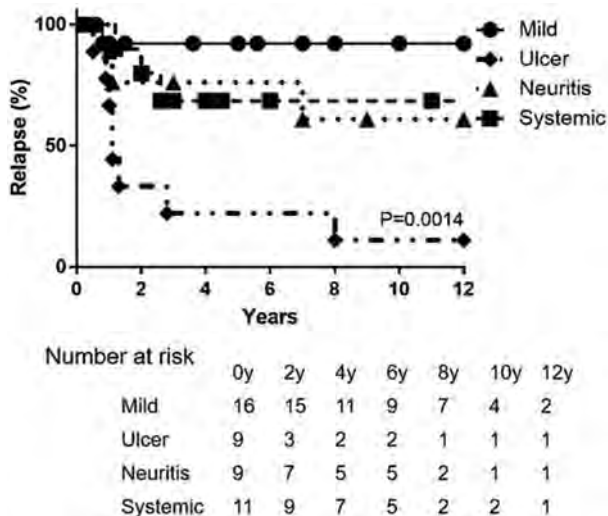 100
50
0
Relapse (%)
Mild
Ulcer
Neuritis
Systemic
P=0.0014
0 2 4 6 8 10 12
Years
Number at risk
0y 2y 4y 6y 8y 10y 12y
Mild 16 15 11 9 7 4 2
Ulcer 9 3 2 2 1 1 1
Neuritis 9 7 5 5 2 1 1
Systemic 11 9 7 5 2 2 1